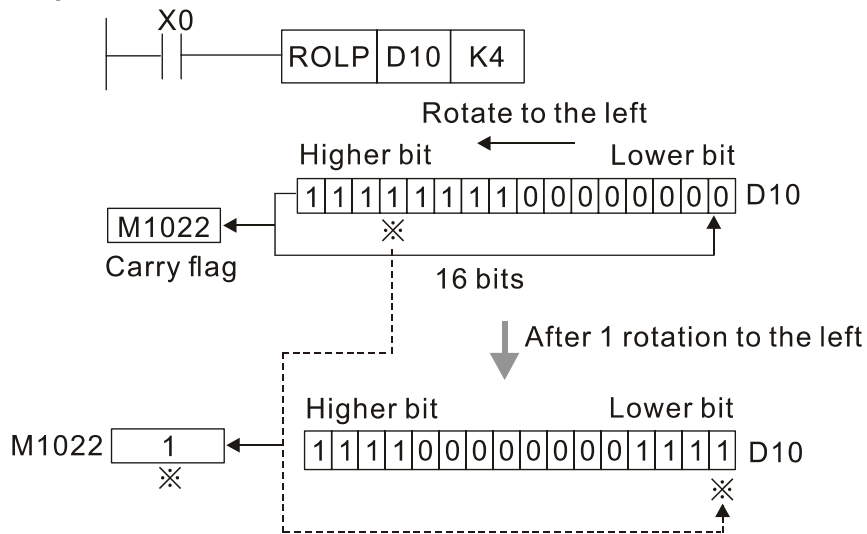 X0
ROLP D10 K4
Rotate to the left
Higher bit Lower bit
1 1 1 1 1 1 1 1 0 0 0 0 0 0 0 0 D10
M1022
※
Carry flag
16 bits
After 1 rotation to the left
Higher bit Lower bit
M1022 1 1 1 1 1 0 0 0 0 0 0 0 0 1 1 1 1 D10
※ ※